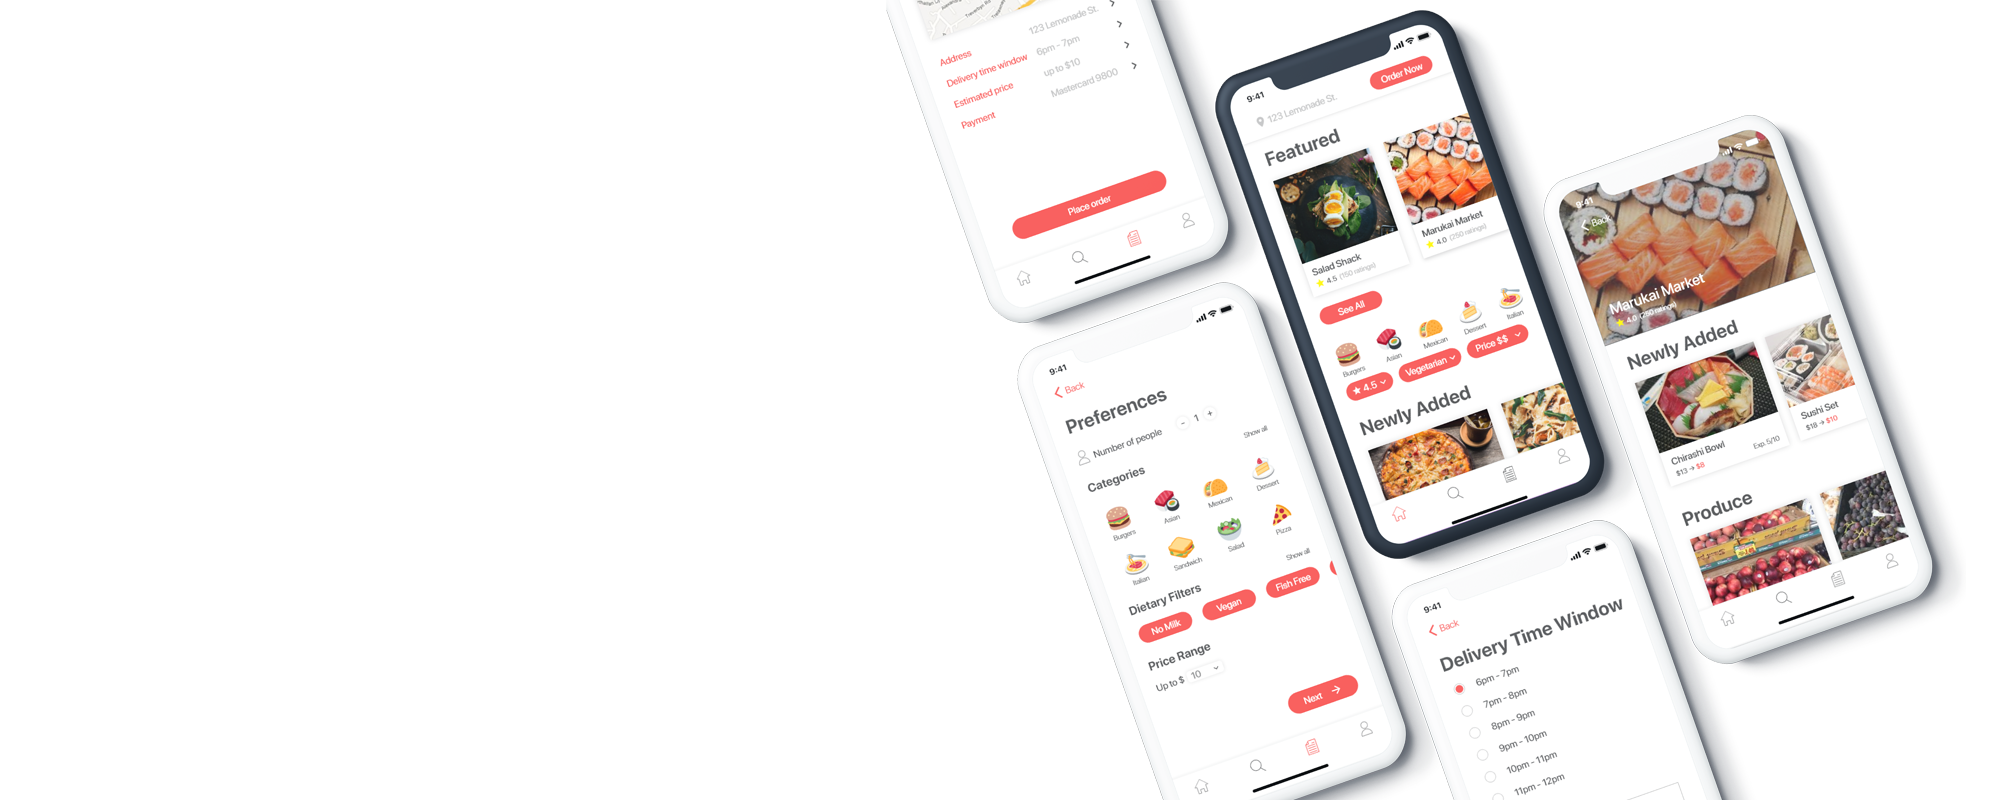 Address 123 Lemonade St.
Delivery time window 6pm - 7pm
Estimated price up to $10
Payment Mastercard 9800
Place order
9:41
Back
Preferences
Number of people - 1 +
Categories Show all
Burgers Asian Mexican Dessert
Italian Sandwich Salad Pizza
Dietary Filters Show all
No Milk Vegan Fish Free
Price Range
Up to $ 10
Next
9:41
123 Lemonade St. Order Now
Featured
Salad Shack
4.5 (150 ratings)
Marukai Market
4.0 (250 ratings)
See All
Burgers Asian Mexican Dessert Italian
4.5 Vegetarian Price $$
Newly Added
9:41
Back
Delivery Time Window
6pm - 7pm
7pm - 8pm
8pm - 9pm
9pm - 10pm
10pm - 11pm
11pm - 12pm
9:41
Back
Marukai Market
4.0 (250 ratings)
Newly Added
Chirashi Bowl
$13 → $8 Exp. 5/10
Sushi Set
$18 → $10
Produce